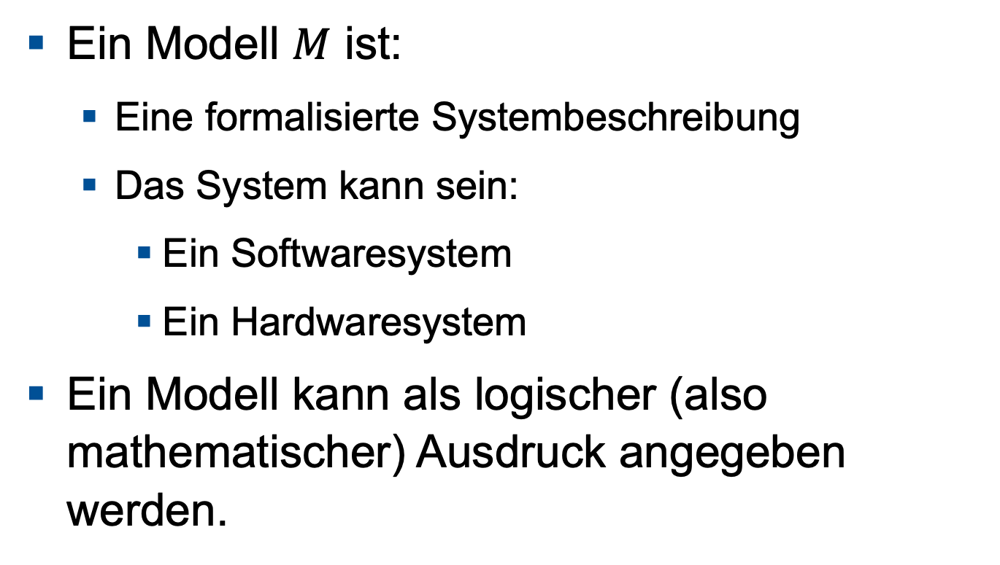 ▪ Ein Modell 𝑀 ist:
▪ Eine formalisierte Systembeschreibung
▪ Das System kann sein:
▪ Ein Softwaresystem
▪ Ein Hardwaresystem
▪ Ein Modell kann als logischer (also
mathematischer) Ausdruck angegeben
werden.